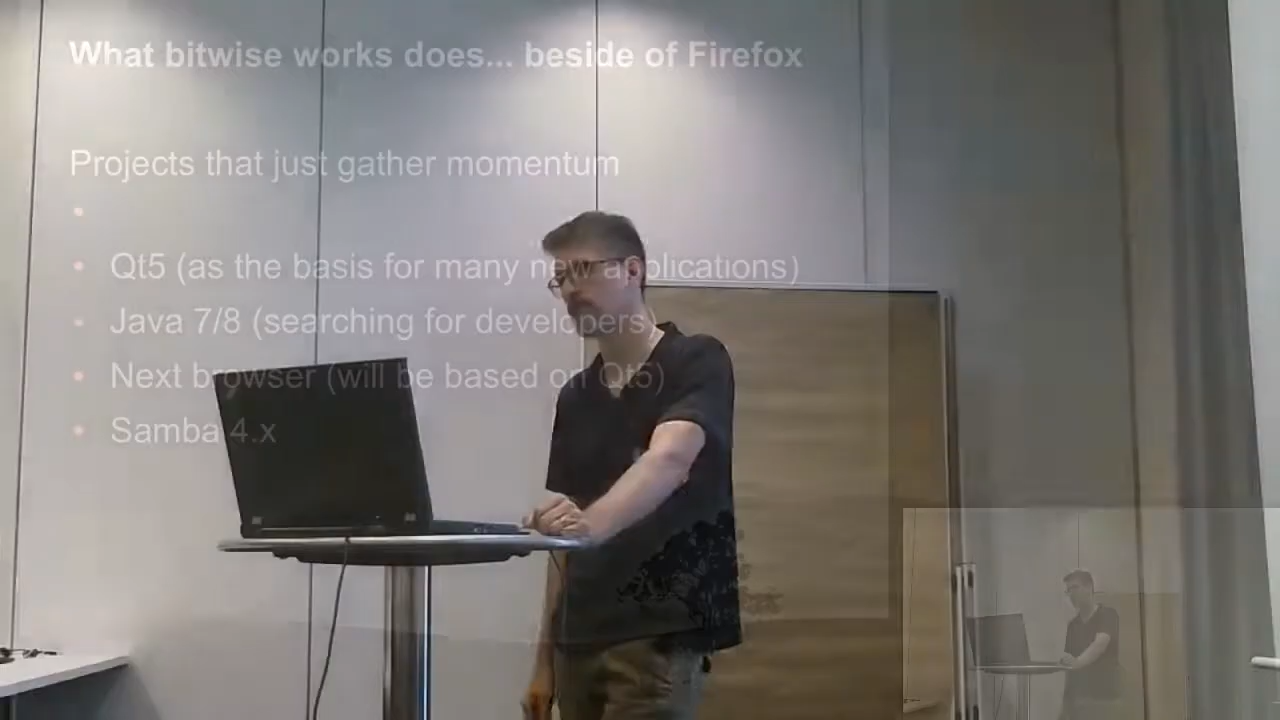 What bitwise works does... beside of Firefox
Projects that just gather momentum
Qt5 (as the basis for many new applications)
Java 7/8 (searching for developers)
Next browser (will be based on Qt5)
Samba 4.x